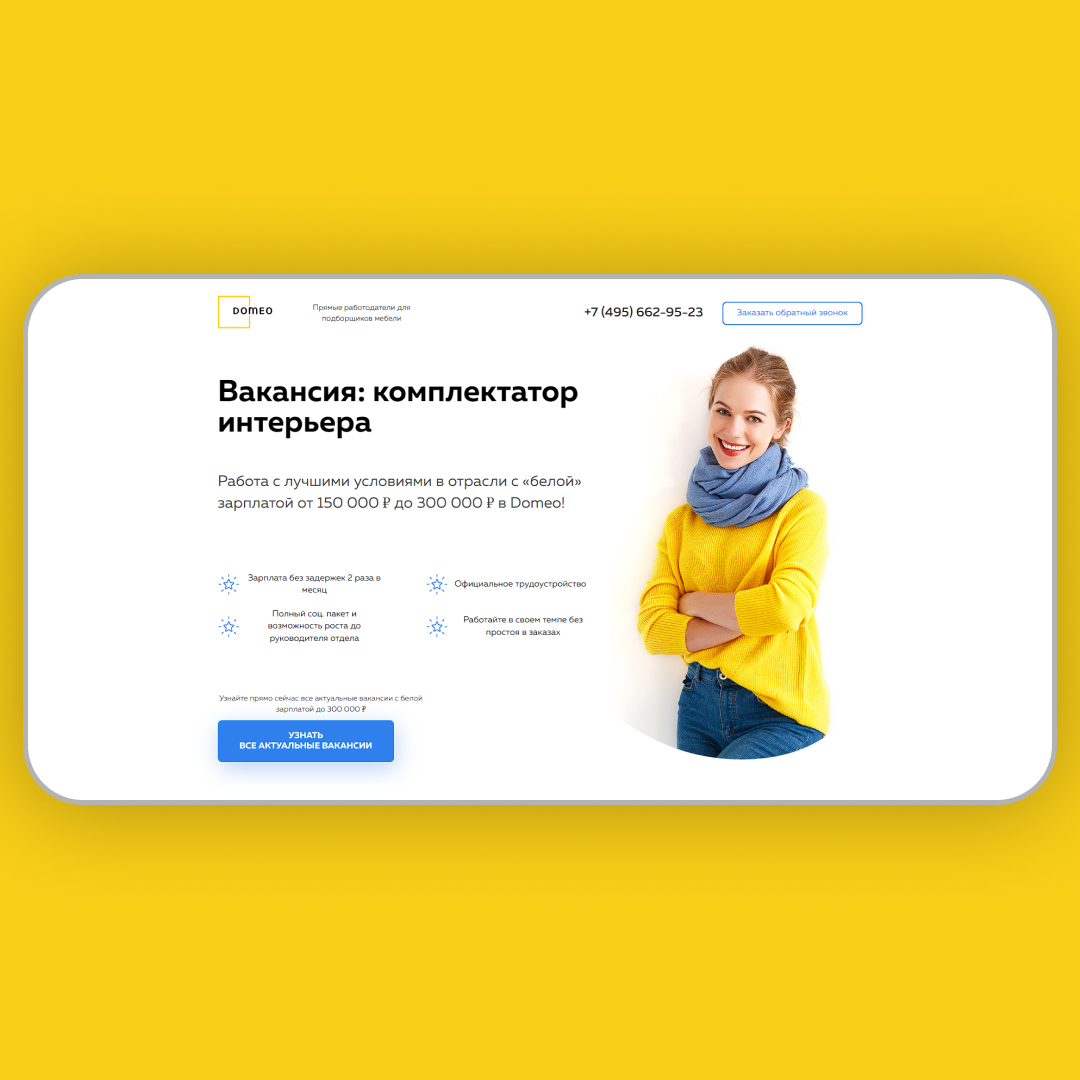 DOMEO
Прямые работодатели для
подборщиков мебели
+7 (495) 662-95-23
Заказать обратный звонок
Вакансия: комплектатор
интерьера
Работа с лучшими условиями в отрасли с «белой»
зарплатой от 150 000 ₽ до 300 000 ₽ в Domeo!
Зарплата без задержек 2 раза в
месяц
Официальное трудоустройство
Полный соц. пакет и
возможность роста до
руководителя отдела
Работайте в своем темпе без
простоя в заказах
Узнайте прямо сейчас все актуальные вакансии с белой
зарплатой до 300 000 ₽
УЗНАТЬ
ВСЕ АКТУАЛЬНЫЕ ВАКАНСИИ